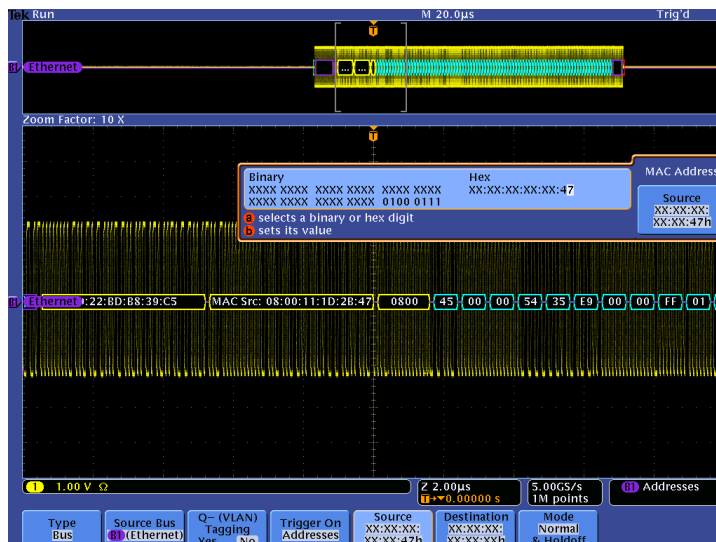 Tek Run M 20.0µs Trig'd
B1 Ethernet
... ...
T
Zoom Factor: 10 X
T
MAC Addres
Binary Hex
XXXX XXXX XXXX XXXX XXXX XXXX XX:XX:XX:XX:XX:47
XXXX XXXX XXXX XXXX 0100 0111
a selects a binary or hex digit
b sets its value
Source
XX:XX:XX:
XX:XX:47h
B1 Ethernet :22:BD:B8:39:C5 MAC Src: 08:00:11:1D:2B:47 0800 45 00 00 54 35 E9 00 00 FF 01
1 1.00 V Ω
Z 2.00µs
T→▼0.00000 s
5.00GS/s
1M points
B1 Addresses
Type
Bus
Source Bus
B1 (Ethernet)
Q− (VLAN)
Tagging
Yes No
Trigger On
Addresses
Source
XX:XX:XX:
XX:XX:47h
Destination
XX:XX:XX:
XX:XX:XXh
Mode
Normal
& Holdoff